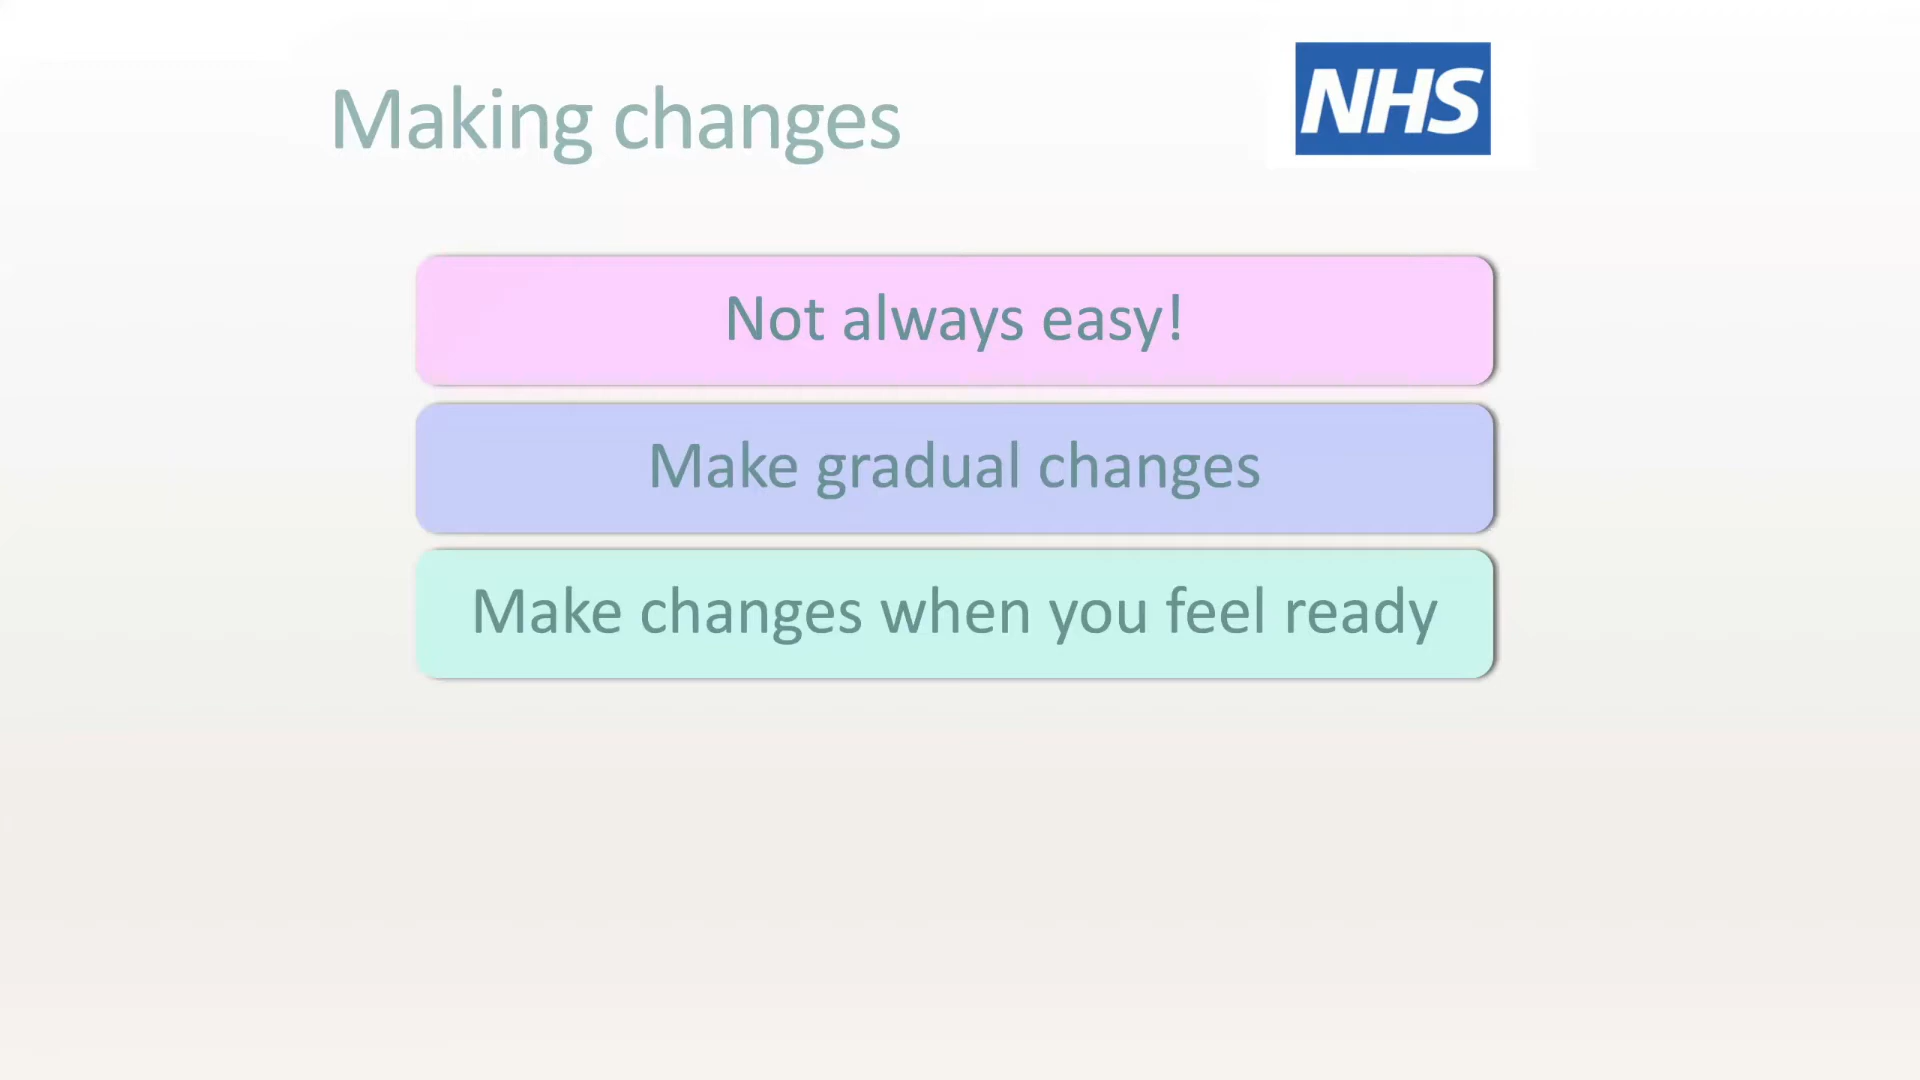 Making changes
NHS
Not always easy!
Make gradual changes
Make changes when you feel ready